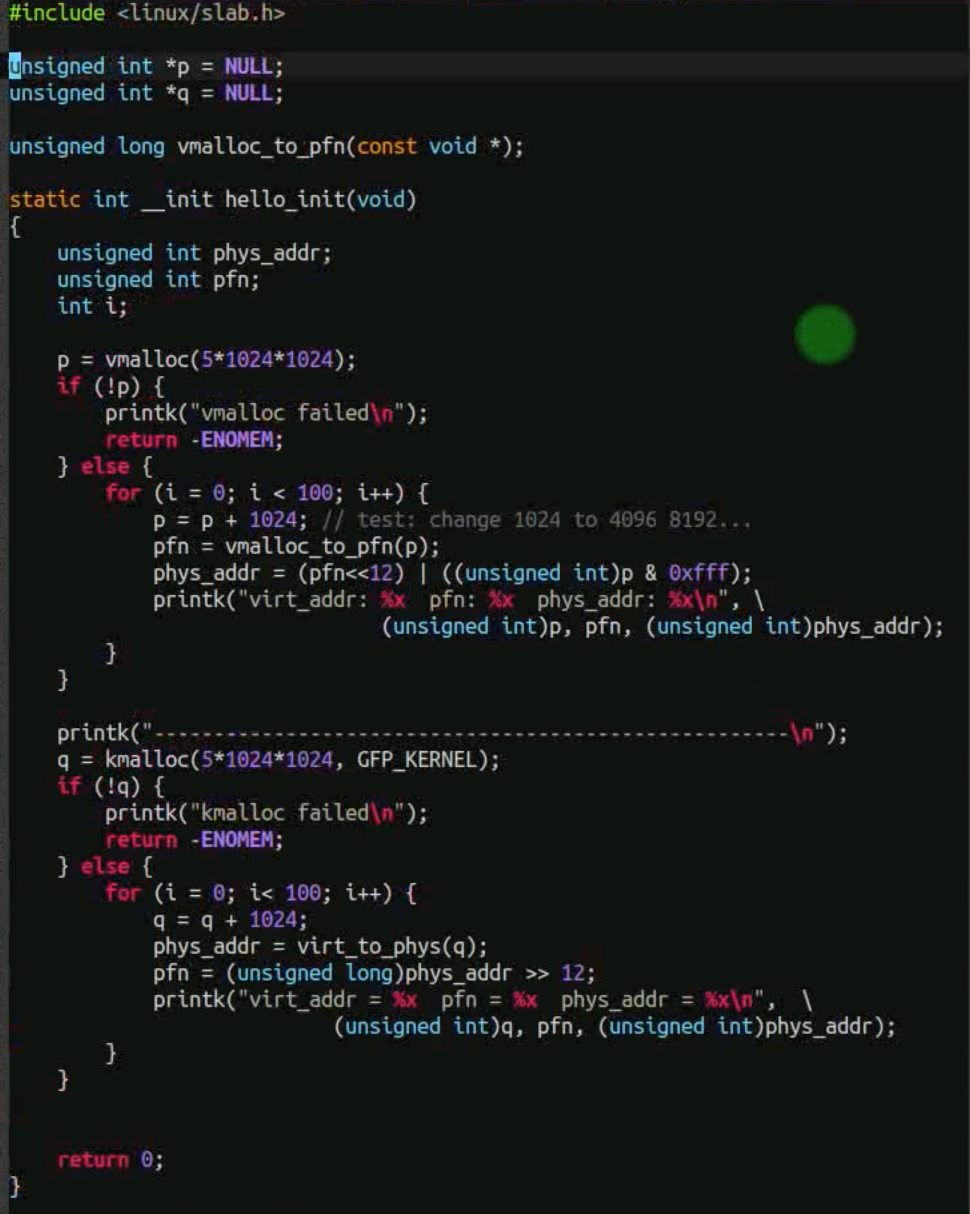 #include <linux/slab.h>
unsigned int *p = NULL;
unsigned int *q = NULL;
unsigned long vmalloc_to_pfn(const void *);
static int __init hello_init(void)
{
    unsigned int phys_addr;
    unsigned int pfn;
    int i;
    p = vmalloc(5*1024*1024);
    if (!p) {
        printk("vmalloc failed\n");
        return -ENOMEM;
    } else {
        for (i = 0; i < 100; i++) {
            p = p + 1024; // test: change 1024 to 4096 8192...
            pfn = vmalloc_to_pfn(p);
            phys_addr = (pfn<<12) | ((unsigned int)p & 0xfff);
            printk("virt_addr: %x  pfn: %x  phys_addr: %x\n", \
                               (unsigned int)p, pfn, (unsigned int)phys_addr);
        }
    }
    printk("-----------------------------------------------------\n");
    q = kmalloc(5*1024*1024, GFP_KERNEL);
    if (!q) {
        printk("kmalloc failed\n");
        return -ENOMEM;
    } else {
        for (i = 0; i< 100; i++) {
            q = q + 1024;
            phys_addr = virt_to_phys(q);
            pfn = (unsigned long)phys_addr >> 12;
            printk("virt_addr = %x  pfn = %x  phys_addr = %x\n",  \
                           (unsigned int)q, pfn, (unsigned int)phys_addr);
        }
    }
    return 0;
}